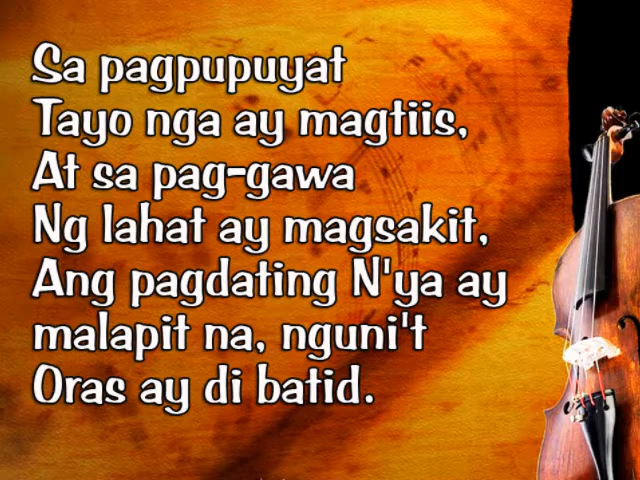 Sa pagpupuyat
Tayo nga ay magtiis,
At sa pag-gawa
Ng lahat ay magsakit,
Ang pagdating N'ya ay
malapit na, nguni't
Oras ay di batid.